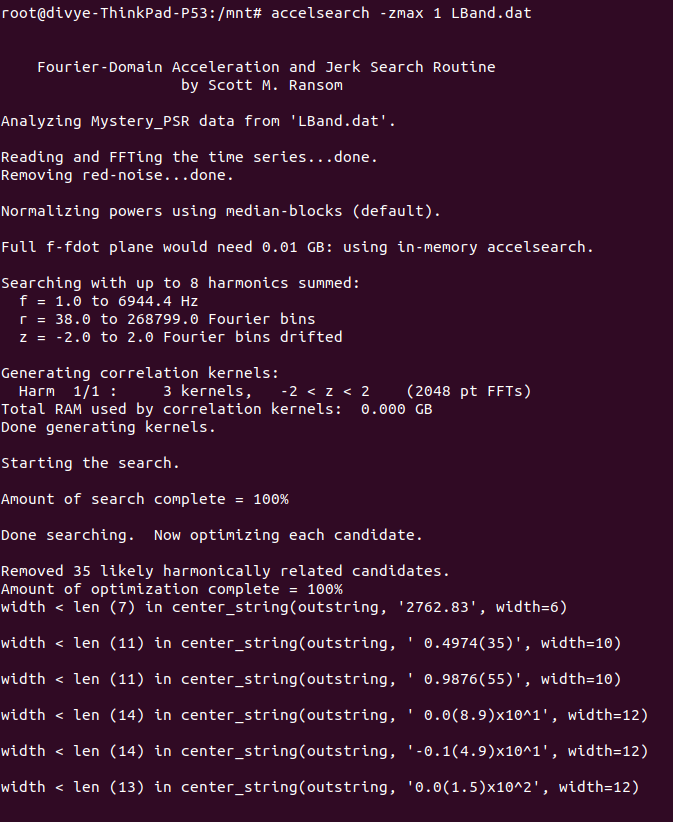 root@divye-ThinkPad-P53:/mnt# accelsearch -zmax 1 LBand.dat
Fourier-Domain Acceleration and Jerk Search Routine
by Scott M. Ransom
Analyzing Mystery_PSR data from 'LBand.dat'.
Reading and FFTing the time series...done.
Removing red-noise...done.
Normalizing powers using median-blocks (default).
Full f-fdot plane would need 0.01 GB: using in-memory accelsearch.
Searching with up to 8 harmonics summed:
f = 1.0 to 6944.4 Hz
r = 38.0 to 268799.0 Fourier bins
z = -2.0 to 2.0 Fourier bins drifted
Generating correlation kernels:
Harm  1/1 :     3 kernels,   -2 < z < 2    (2048 pt FFTs)
Total RAM used by correlation kernels:  0.000 GB
Done generating kernels.
Starting the search.
Amount of search complete = 100%
Done searching.  Now optimizing each candidate.
Removed 35 likely harmonically related candidates.
Amount of optimization complete = 100%
width < len (7) in center_string(outstring, '2762.83', width=6)
width < len (11) in center_string(outstring, ' 0.4974(35)', width=10)
width < len (11) in center_string(outstring, ' 0.9876(55)', width=10)
width < len (14) in center_string(outstring, ' 0.0(8.9)x10^1', width=12)
width < len (14) in center_string(outstring, '-0.1(4.9)x10^1', width=12)
width < len (13) in center_string(outstring, '0.0(1.5)x10^2', width=12)